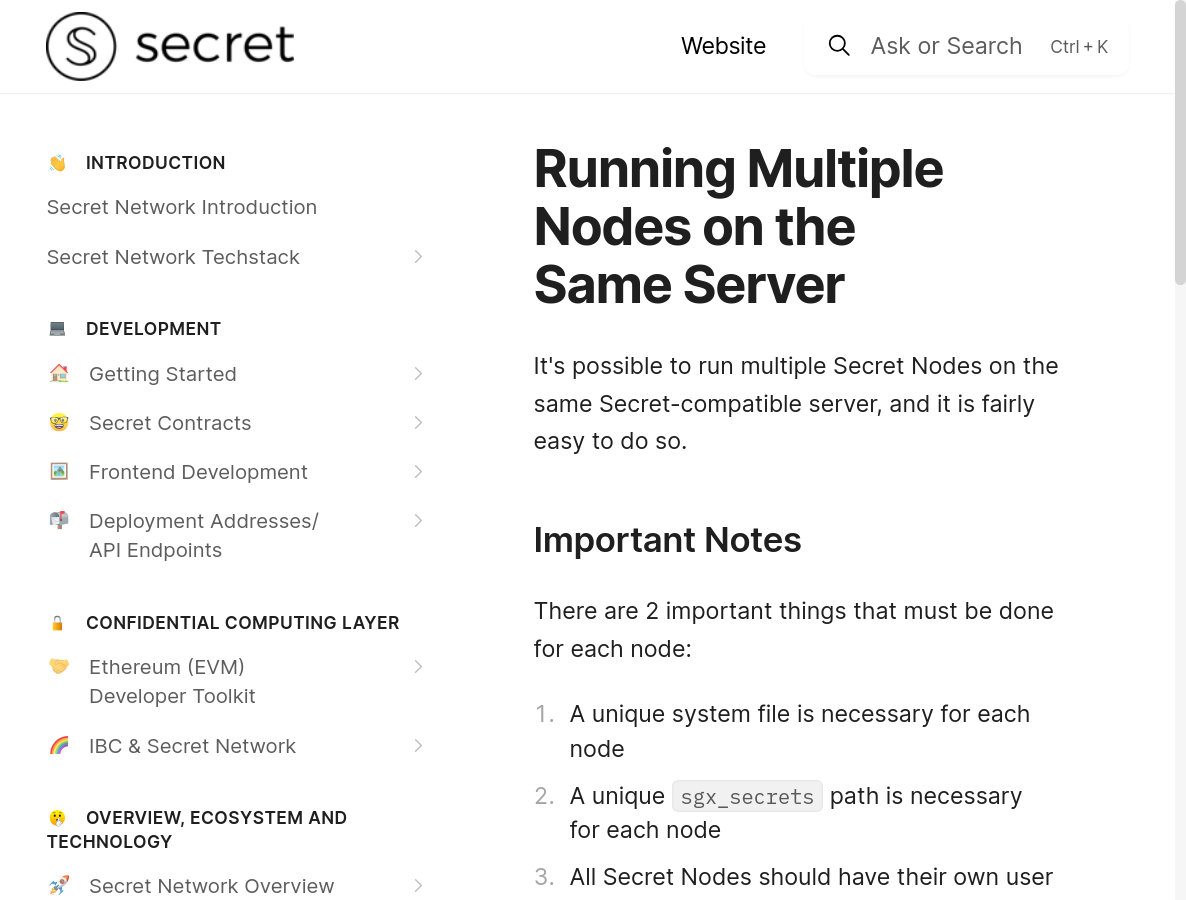 secret
Website
Ask or Search
Ctrl + K
INTRODUCTION
Secret Network Introduction
Secret Network Techstack
DEVELOPMENT
Getting Started
Secret Contracts
Frontend Development
Deployment Addresses/
API Endpoints
CONFIDENTIAL COMPUTING LAYER
Ethereum (EVM)
Developer Toolkit
IBC & Secret Network
OVERVIEW, ECOSYSTEM AND
TECHNOLOGY
Secret Network Overview
Running Multiple
Nodes on the
Same Server
It's possible to run multiple Secret Nodes on the
same Secret-compatible server, and it is fairly
easy to do so.
Important Notes
There are 2 important things that must be done
for each node:
1. A unique system file is necessary for each
node
2. A unique sgx_secrets path is necessary
for each node
3. All Secret Nodes should have their own user